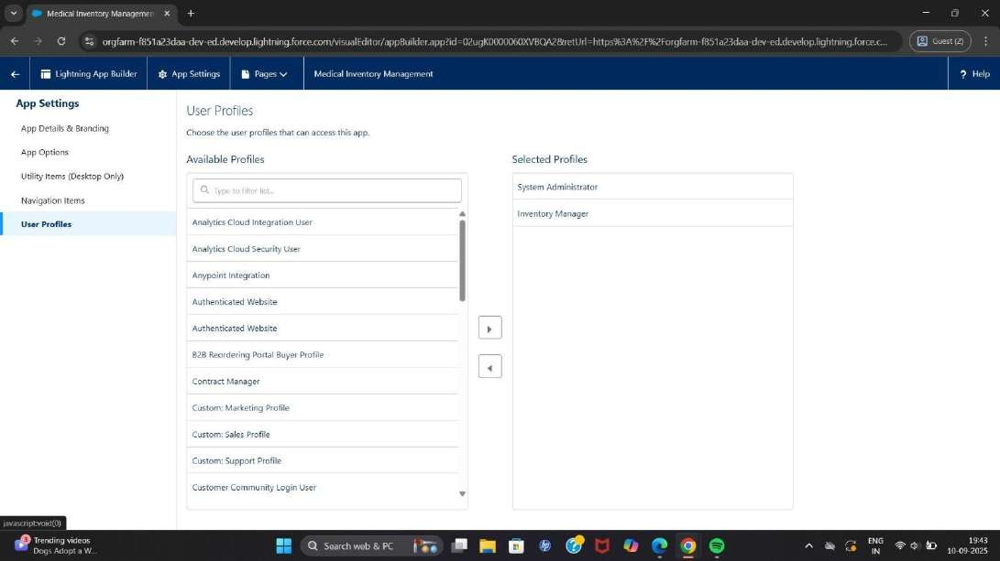 Medical Inventory Management
orgfarm-f851a23daa-dev-ed.develop.lightning.force.com/visualEditor/appBuilder.app?id=02ugK0000060XVBQA2&retUrl=https%3A%2F%2Forgfarm-f851a23daa-dev-ed.develop.lightning.force.c...
Guest (2)
Lightning App Builder
App Settings
Pages
Medical Inventory Management
? Help
App Settings
App Details & Branding
App Options
Utility Items (Desktop Only)
Navigation Items
User Profiles
User Profiles
Choose the user profiles that can access this app.
Available Profiles
Type to filter list...
Analytics Cloud Integration User
Analytics Cloud Security User
Anypoint Integration
Authenticated Website
Authenticated Website
B2B Reordering Portal Buyer Profile
Contract Manager
Custom: Marketing Profile
Custom: Sales Profile
Custom: Support Profile
Customer Community Login User
Selected Profiles
System Administrator
Inventory Manager
javascript:void(0)
Trending videos
Dogs Adopt a W...
Search web & PC
ENG
IN
19:43
10-09-2025